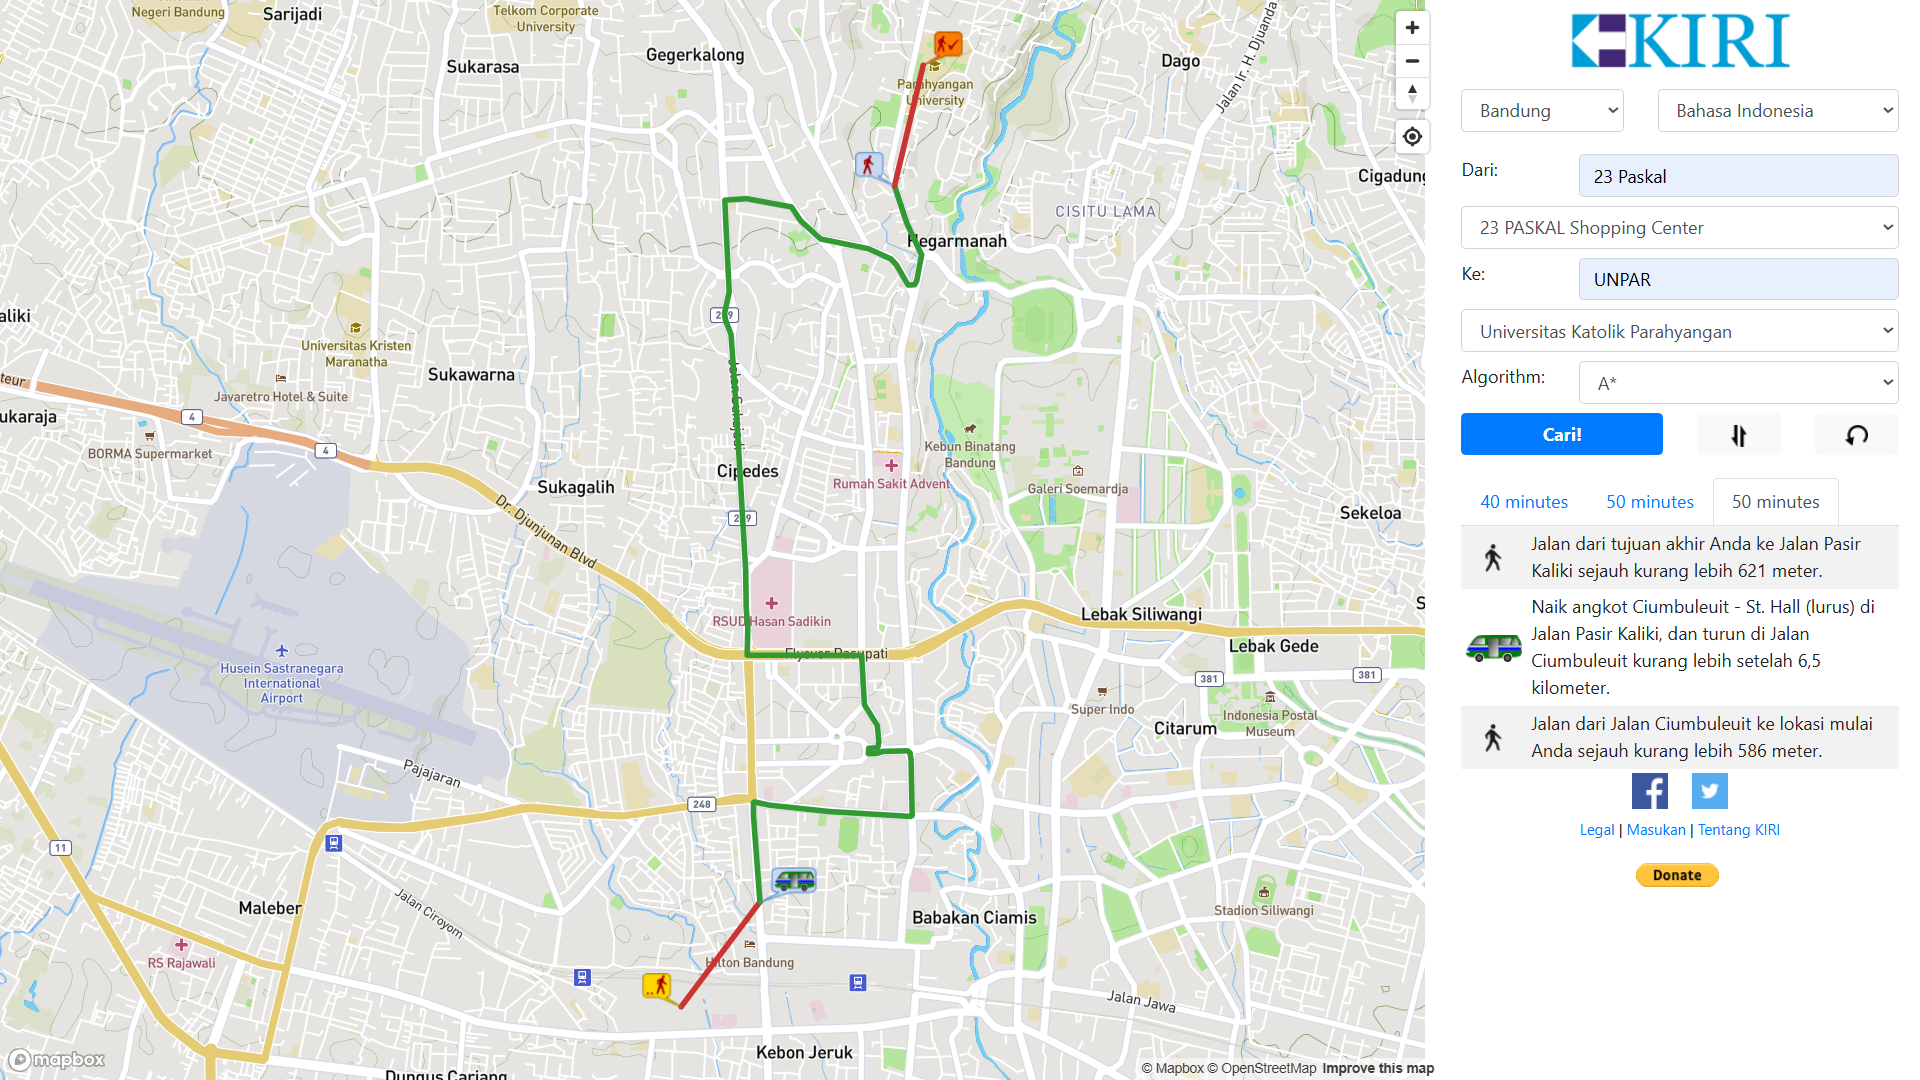 Negeri Bandung
Sarijadi
Telkom Corporate
University
Gegerkalong
Sukarasa
Dago
Jalan Ir. H. Djuanda
Parahyangan
University
Cigadung
CISITU LAMA
Hegarmanah
aliki
Universitas Kristen
Maranatha
Sukawarna
Javaretro Hotel & Suite
teur
ukaraja
4
4
BORMA Supermarket
Sukagalih
Dr. Djunjunan Blvd
Cipedes
Rumah Sakit Advent
Kebun Binatang
Bandung
Galeri Soemardja
Sekeloa
RSUD Hasan Sadikin
Lebak Siliwangi
S
Flyover Pasupati
Lebak Gede
Husein Sastranegara
International
Airport
381
381
Super Indo
Indonesia Postal
Museum
Citarum
Pajajaran
248
11
Jalan Ciroyom
Maleber
Babakan Ciamis
Stadion Siliwangi
RS Rajawali
Hilton Bandung
Jalan Jawa
Kebon Jeruk
Dungus Cariang
mapbox
© Mapbox © OpenStreetMap Improve this map
KIRI
Bandung
Bahasa Indonesia
Dari:
23 Paskal
23 PASKAL Shopping Center
Ke:
UNPAR
Universitas Katolik Parahyangan
Algorithm:
A*
Cari!
40 minutes
50 minutes
50 minutes
Jalan dari tujuan akhir Anda ke Jalan Pasir
Kaliki sejauh kurang lebih 621 meter.
Naik angkot Ciumbuleuit - St. Hall (lurus) di
Jalan Pasir Kaliki, dan turun di Jalan
Ciumbuleuit kurang lebih setelah 6,5
kilometer.
Jalan dari Jalan Ciumbuleuit ke lokasi mulai
Anda sejauh kurang lebih 586 meter.
Legal | Masukan | Tentang KIRI
Donate